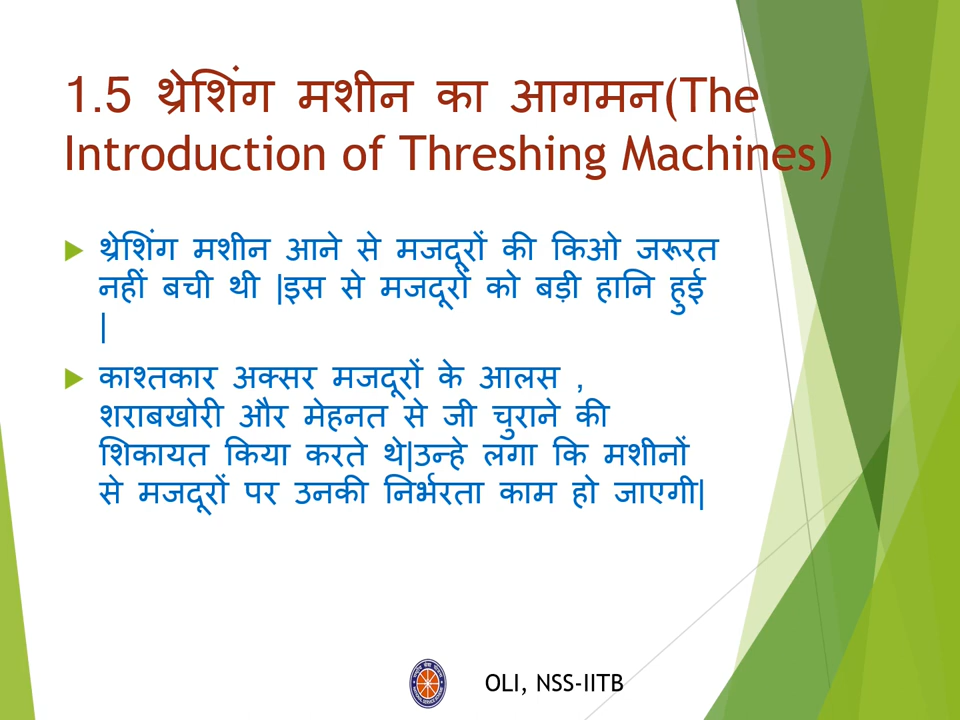 1.5 थ्रेशिंग मशीन का आगमन(The
Introduction of Threshing Machines)
थ्रेशिंग मशीन आने से मजदूरों की किओ जरूरत
नहीं बची थी |इस से मजदूरों को बड़ी हानि हुई
|
काश्तकार अक्सर मजदूरों के आलस ,
शराबखोरी और मेहनत से जी चुराने की
शिकायत किया करते थे|उन्हे लगा कि मशीनों
से मजदूरों पर उनकी निर्भरता काम हो जाएगी|
OLI, NSS-IITB